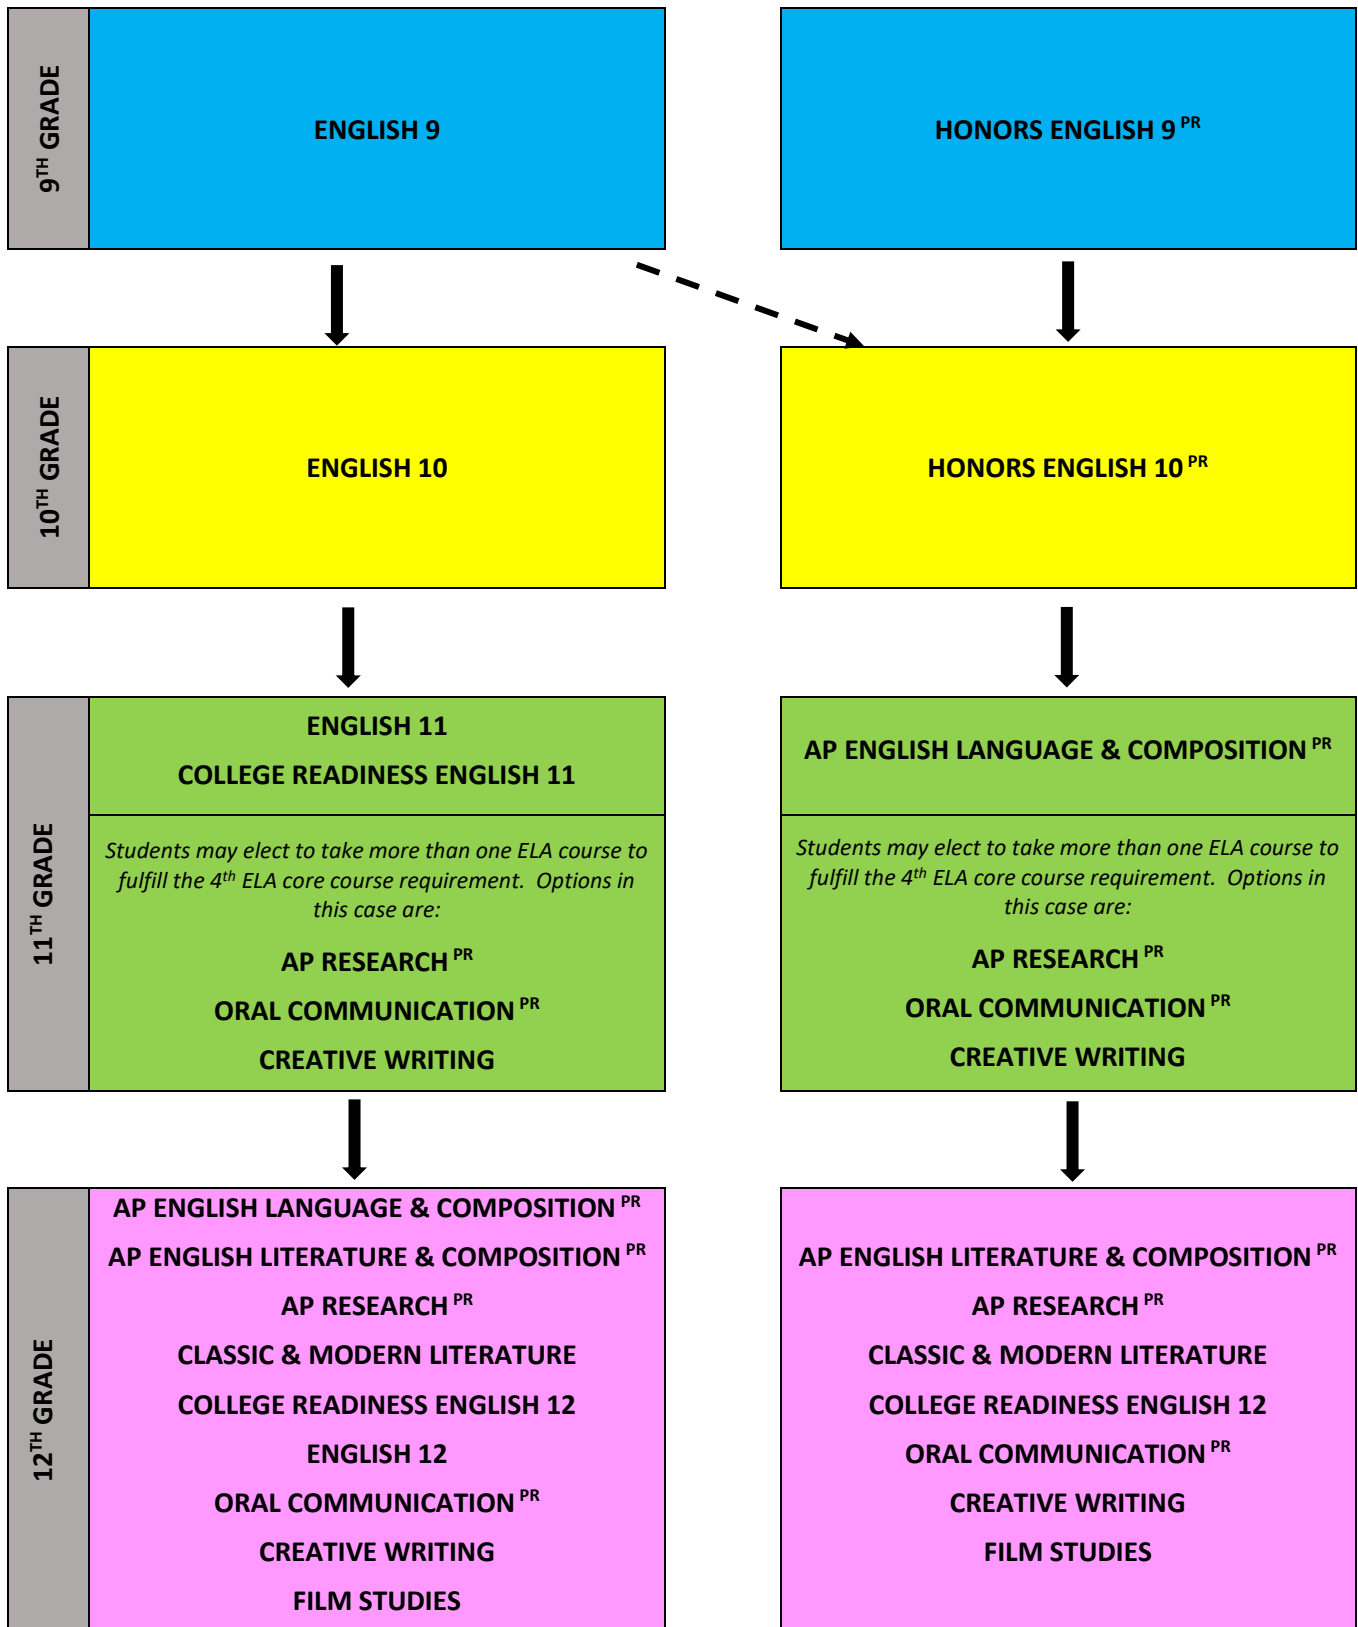 9TH GRADE
ENGLISH 9
HONORS ENGLISH 9 PR
10TH GRADE
ENGLISH 10
HONORS ENGLISH 10 PR
11TH GRADE
ENGLISH 11
COLLEGE READINESS ENGLISH 11
Students may elect to take more than one ELA course to
fulfill the 4th ELA core course requirement. Options in
this case are:
AP RESEARCH PR
ORAL COMMUNICATION PR
CREATIVE WRITING
AP ENGLISH LANGUAGE & COMPOSITION PR
Students may elect to take more than one ELA course to
fulfill the 4th ELA core course requirement. Options in
this case are:
AP RESEARCH PR
ORAL COMMUNICATION PR
CREATIVE WRITING
12TH GRADE
AP ENGLISH LANGUAGE & COMPOSITION PR
AP ENGLISH LITERATURE & COMPOSITION PR
AP RESEARCH PR
CLASSIC & MODERN LITERATURE
COLLEGE READINESS ENGLISH 12
ENGLISH 12
ORAL COMMUNICATION PR
CREATIVE WRITING
FILM STUDIES
AP ENGLISH LITERATURE & COMPOSITION PR
AP RESEARCH PR
CLASSIC & MODERN LITERATURE
COLLEGE READINESS ENGLISH 12
ORAL COMMUNICATION PR
CREATIVE WRITING
FILM STUDIES